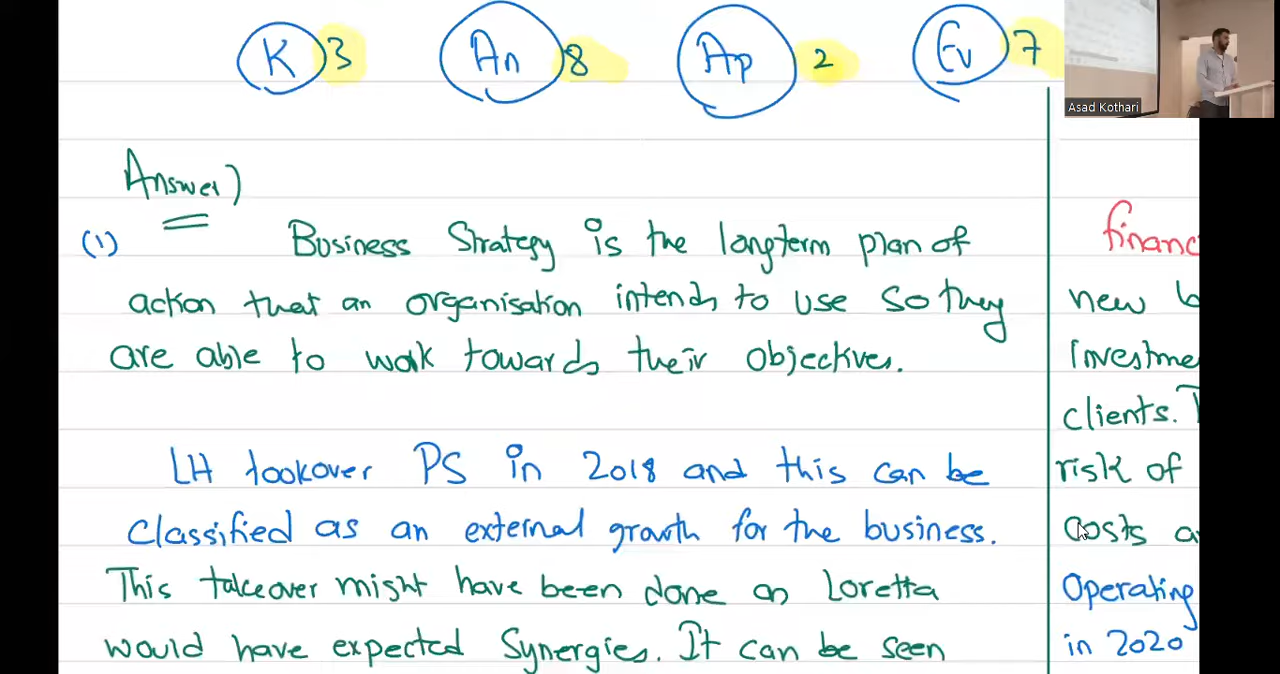 K 3 An 8 Ap 2 Ev 7
Asad Kothari
Answer)
(1) Business Strategy is the longterm plan of
action that an organisation intends to use so they
are able to work towards their objectives.
LH tookover PS in 2018 and this can be
classified as an external growth for the business.
This takeover might have been done as Loretta
would have expected Synergies. It can be seen
financ
new b
Investme
clients. T
risk of
costs a
Operating
in 2020